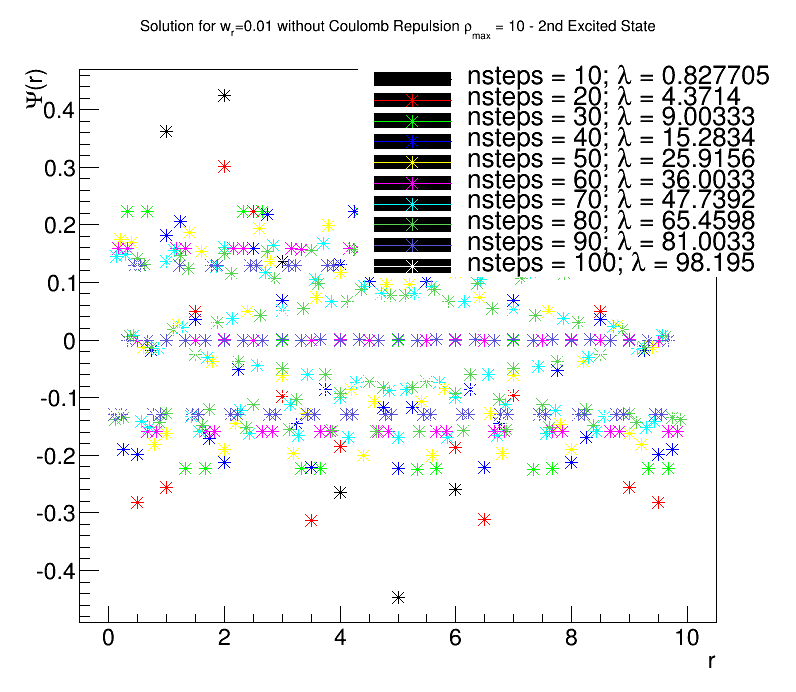 Solution for wr=0.01 without Coulomb Repulsion ρmax = 10 - 2nd Excited State
Ψ(r)
nsteps = 10; λ = 0.827705
nsteps = 20; λ = 4.3714
nsteps = 30; λ = 9.00333
nsteps = 40; λ = 15.2834
nsteps = 50; λ = 25.9156
nsteps = 60; λ = 36.0033
nsteps = 70; λ = 47.7392
nsteps = 80; λ = 65.4598
nsteps = 90; λ = 81.0033
nsteps = 100; λ = 98.195
0.4
0.3
0.2
0.1
0
-0.1
-0.2
-0.3
-0.4
0 2 4 6 8 10
r